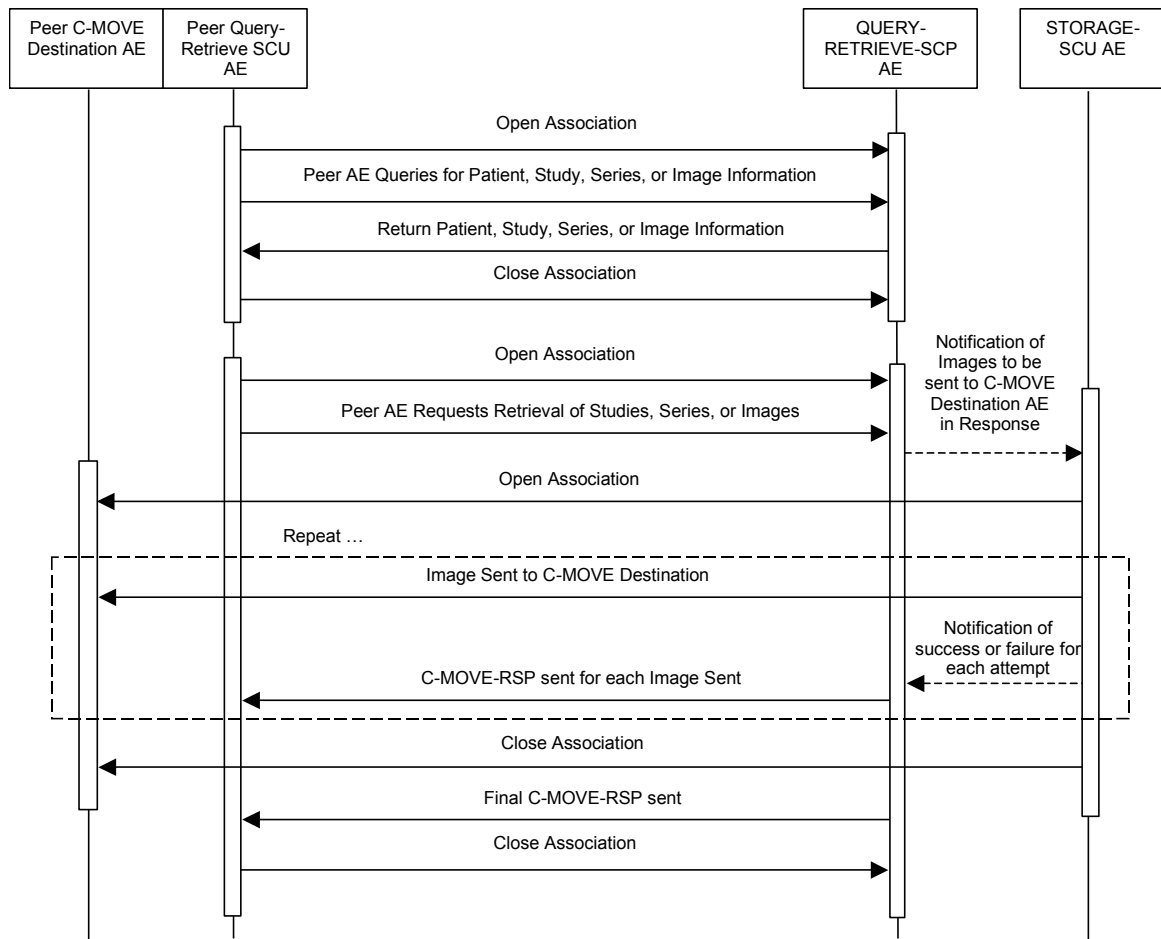 Peer C-MOVE
Destination AE
Peer Query-
Retrieve SCU
AE
QUERY-
RETRIEVE-SCP
AE
STORAGE-
SCU AE
Open Association
Peer AE Queries for Patient, Study, Series, or Image Information
Return Patient, Study, Series, or Image Information
Close Association
Open Association
Notification of
Images to be
sent to C-MOVE
Destination AE
in Response
Peer AE Requests Retrieval of Studies, Series, or Images
Open Association
Repeat …
Image Sent to C-MOVE Destination
Notification of
success or failure for
each attempt
C-MOVE-RSP sent for each Image Sent
Close Association
Final C-MOVE-RSP sent
Close Association